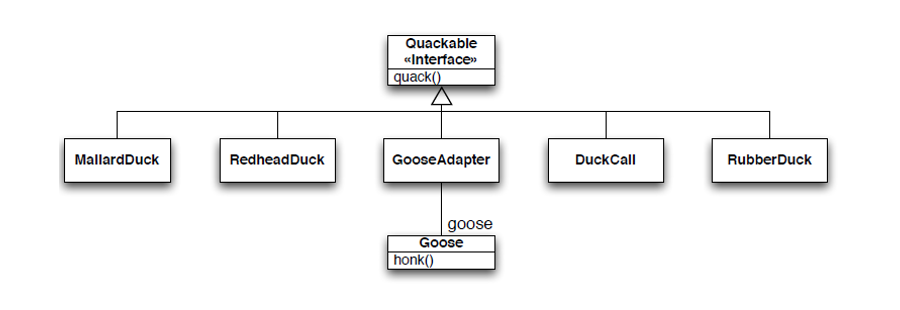 Quackable
«Interface»
quack()
MallardDuck
RedheadDuck
GooseAdapter
DuckCall
RubberDuck
goose
Goose
honk()